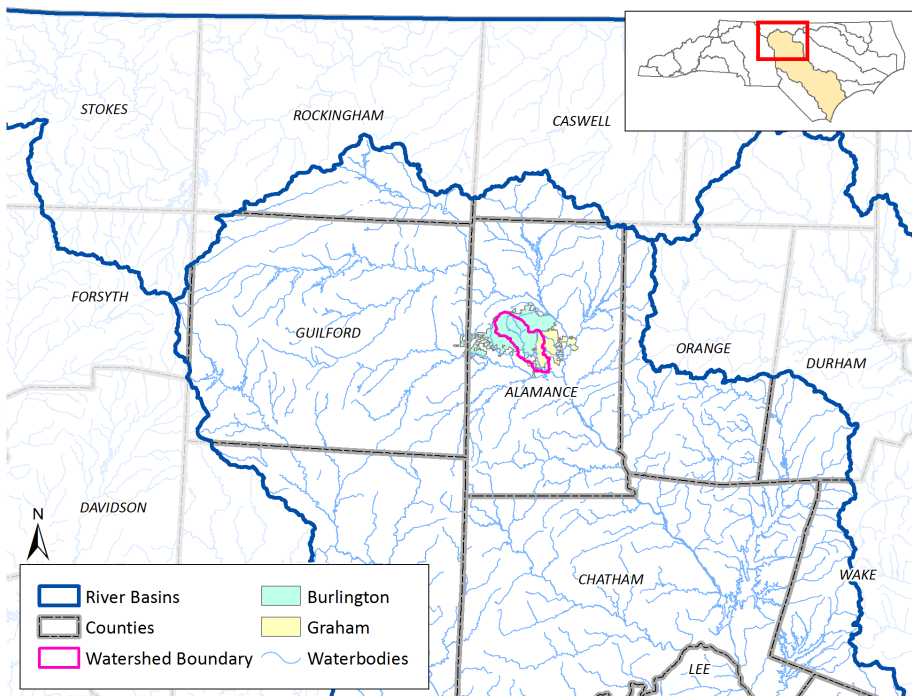 STOKES
ROCKINGHAM
CASWELL
FORSYTH
GUILFORD
ORANGE
DURHAM
ALAMANCE
DAVIDSON
N
CHATHAM
WAKE
LEE
River Basins
Burlington
Counties
Graham
Watershed Boundary
Waterbodies